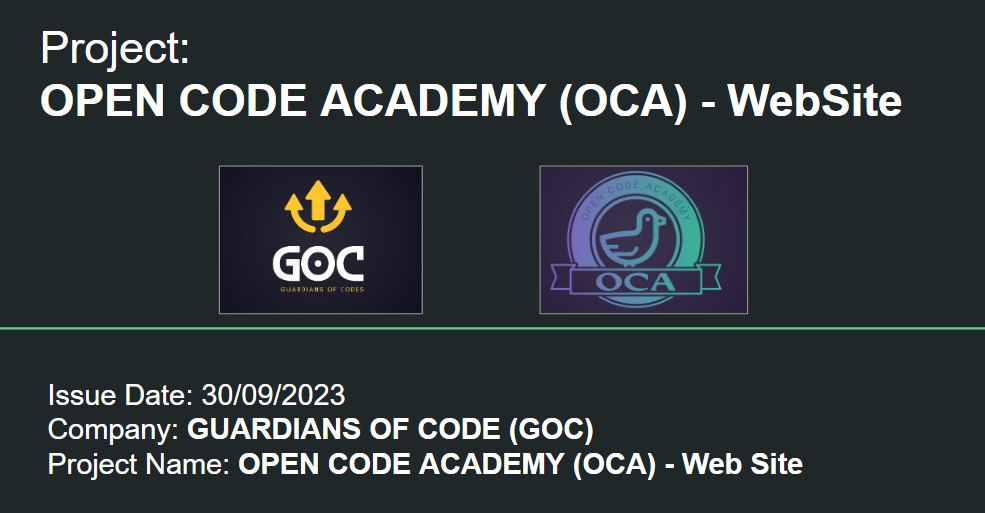 Project:
OPEN CODE ACADEMY (OCA) - WebSite
GOC
GUARDIANS OF CODES
OPEN CODE ACADEMY
OCA
Issue Date: 30/09/2023
Company: GUARDIANS OF CODE (GOC)
Project Name: OPEN CODE ACADEMY (OCA) - Web Site